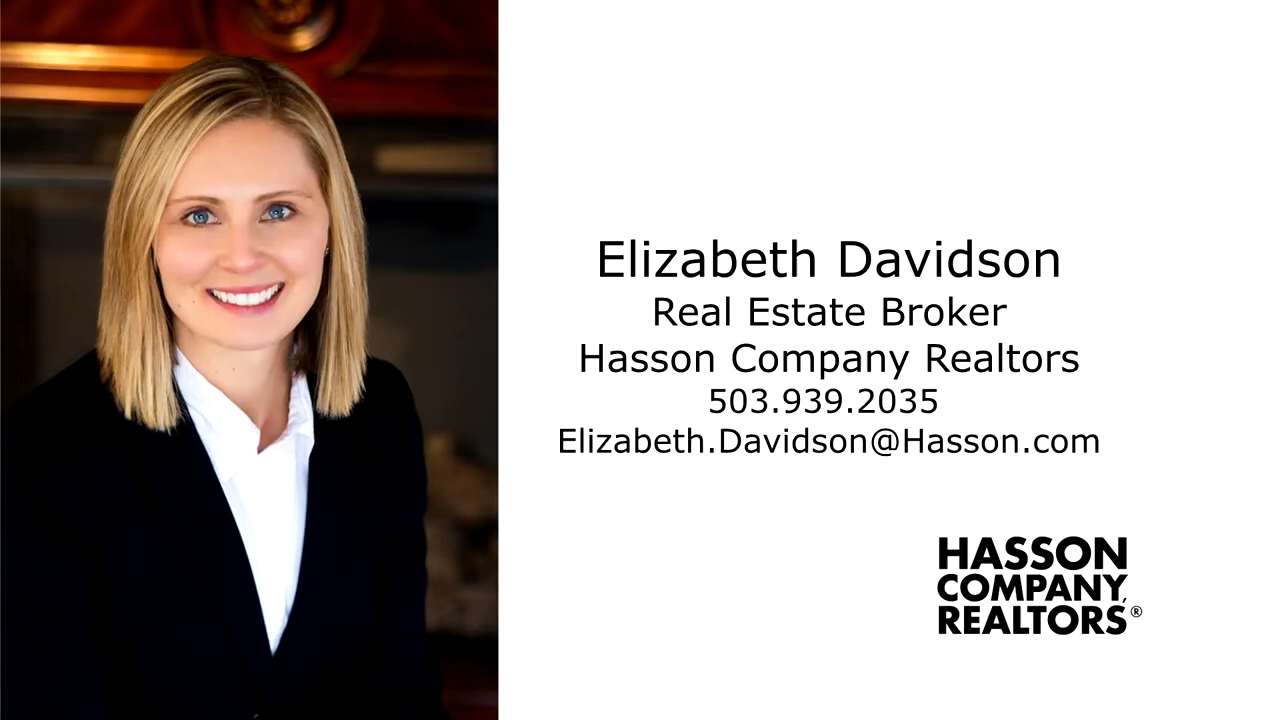 Elizabeth Davidson
Real Estate Broker
Hasson Company Realtors
503.939.2035
Elizabeth.Davidson@Hasson.com
HASSON
COMPANY,
REALTORS®